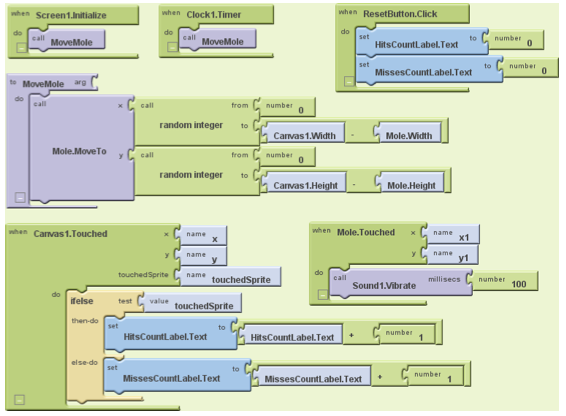 when Screen1.Initialize
do call MoveMole
when Clock1.Timer
do call MoveMole
when ResetButton.Click
do set HitsCountLabel.Text to number 0
set MissesCountLabel.Text to number 0
to MoveMole arg
do call Mole.MoveTo
x call random integer from number 0
to Canvas1.Width - Mole.Width
y call random integer from number 0
to Canvas1.Height - Mole.Height
when Canvas1.Touched x name x
y name y
touchedSprite name touchedSprite
do ifelse test value touchedSprite
then-do set HitsCountLabel.Text to HitsCountLabel.Text + number 1
else-do set MissesCountLabel.Text to MissesCountLabel.Text + number 1
when Mole.Touched x name x1
y name y1
do call Sound1.Vibrate millisecs number 100